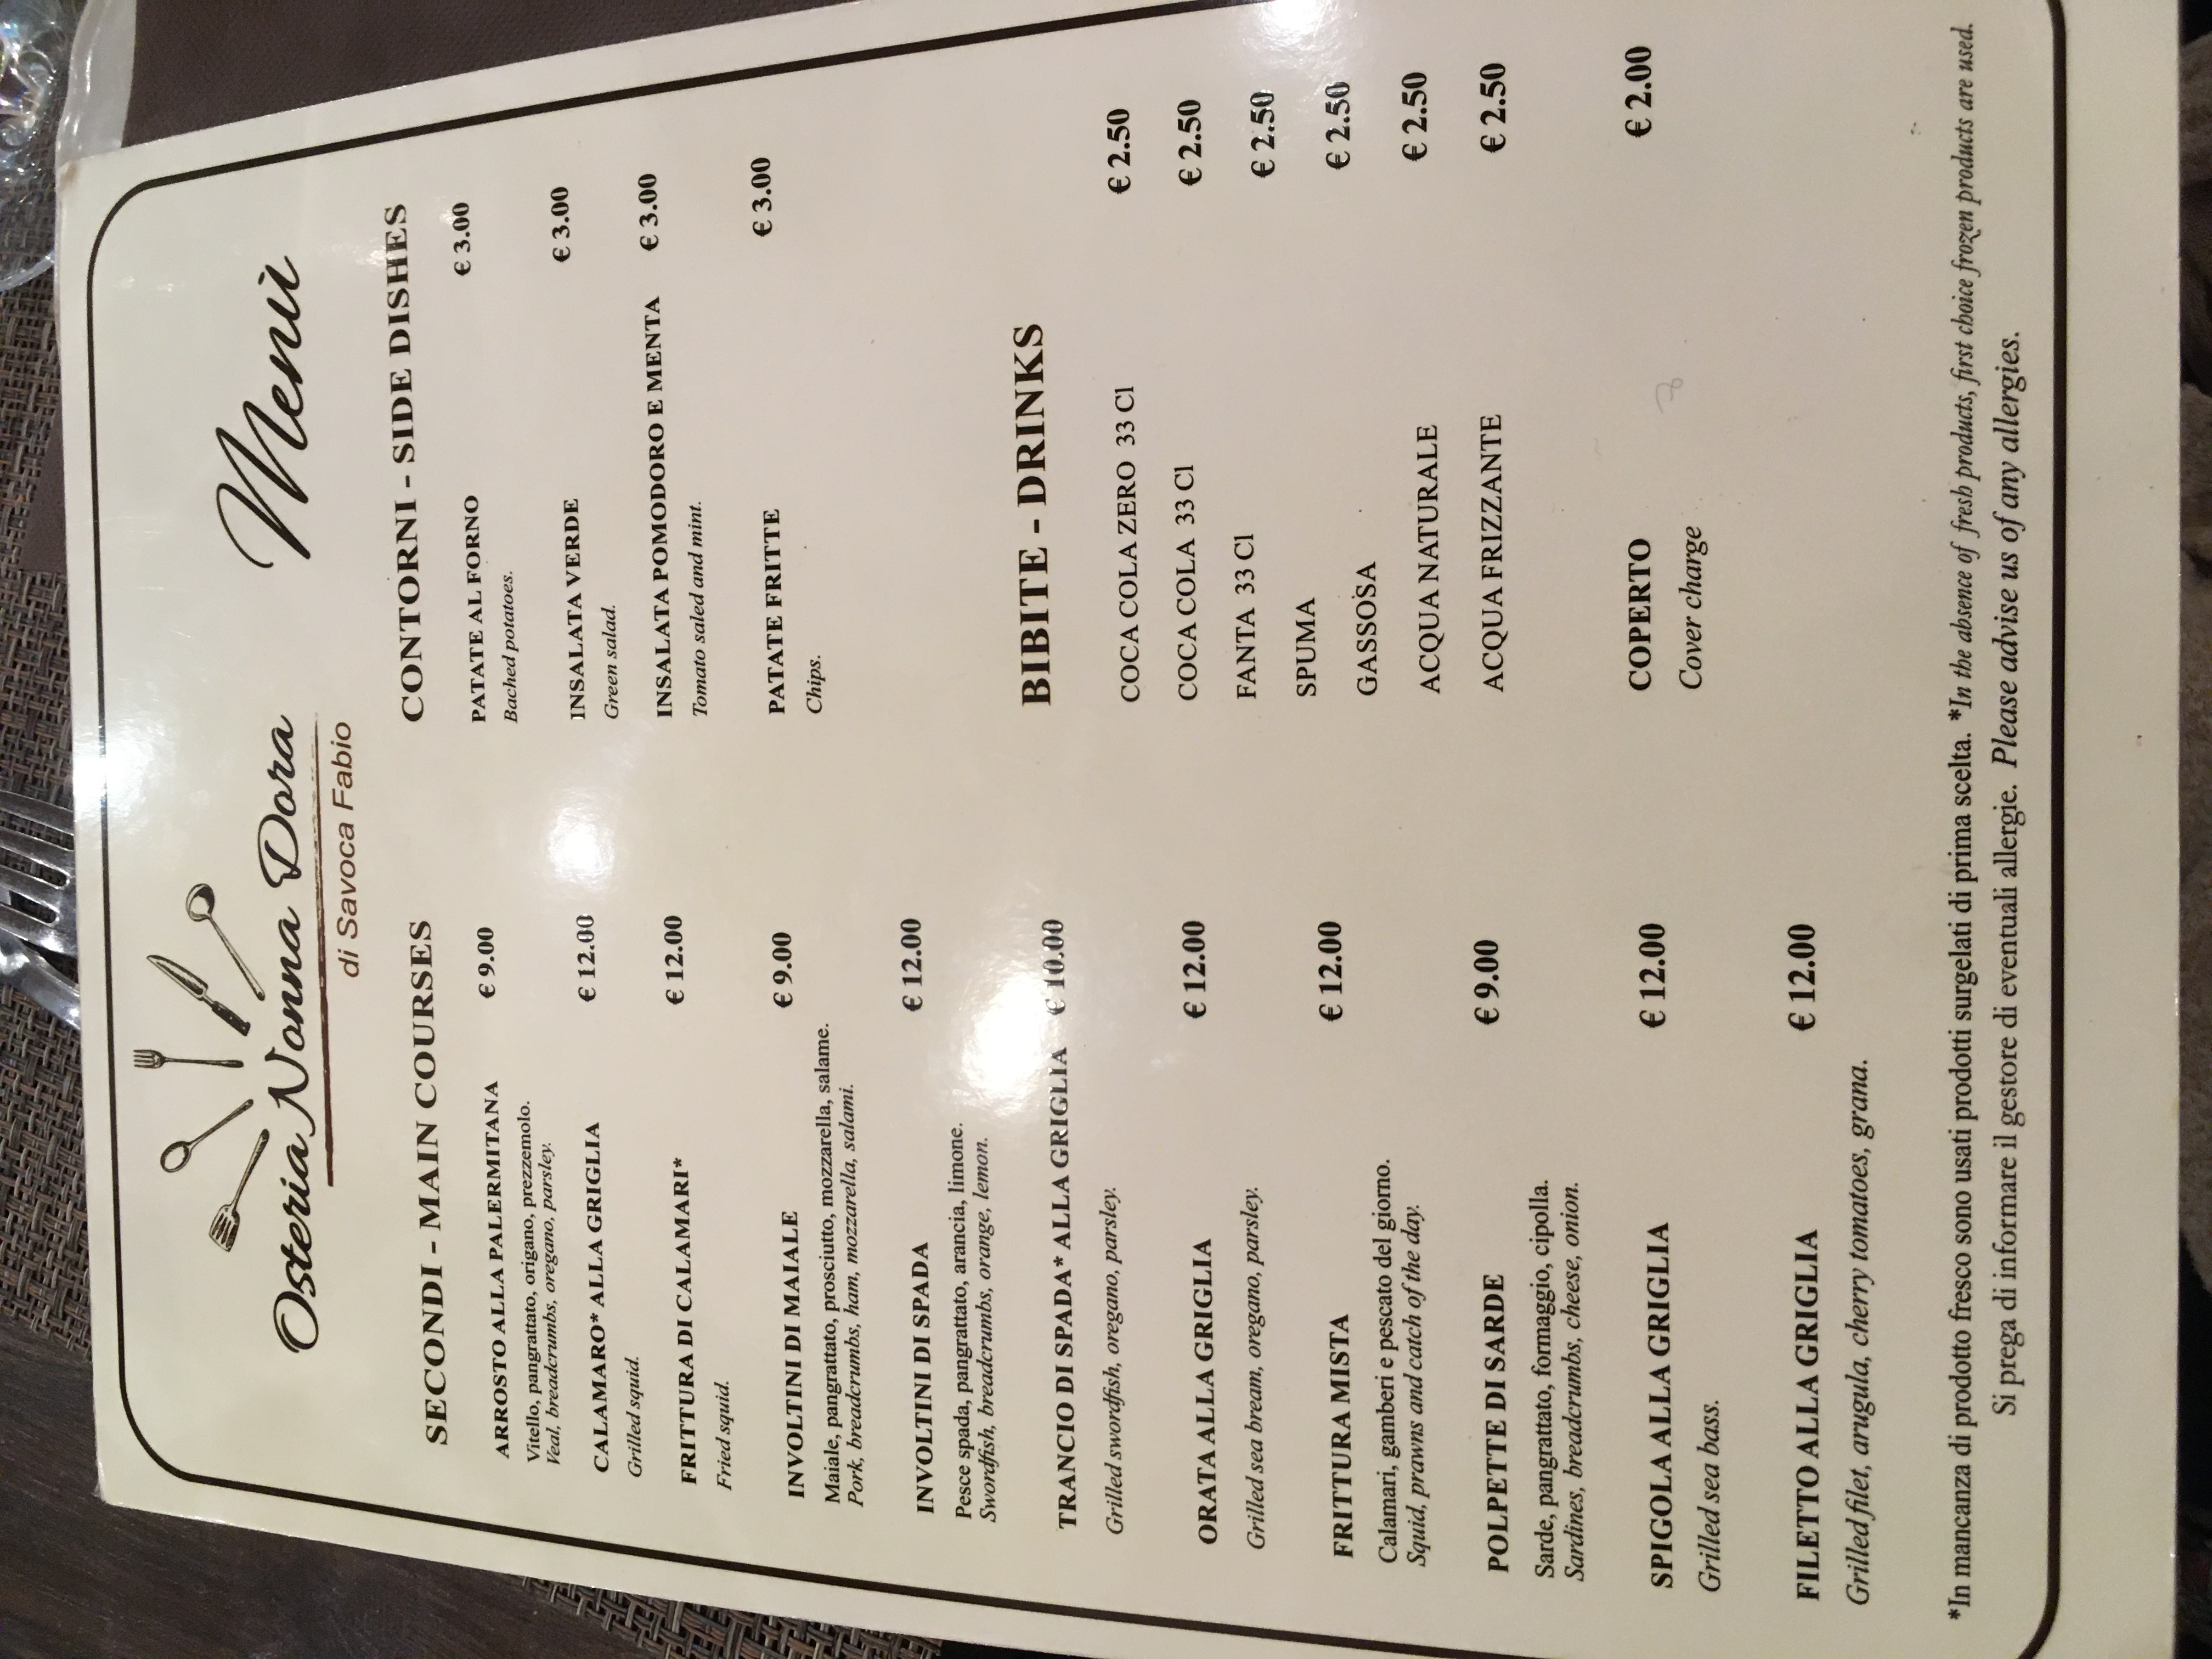 Osteria Nonna Dora
di Savoca Fabio
Menù
SECONDI - MAIN COURSES
ARROSTO ALLA PALERMITANA € 9.00
Vitello, pangrattato, origano, prezzemolo.
Veal, breadcrumbs, oregano, parsley.
CALAMARO* ALLA GRIGLIA € 12.00
Grilled squid.
FRITTURA DI CALAMARI* € 12.00
Fried squid.
INVOLTINI DI MAIALE € 9.00
Maiale, pangrattato, prosciutto, mozzarella, salame.
Pork, breadcrumbs, ham, mozzarella, salami.
INVOLTINI DI SPADA € 12.00
Pesce spada, pangrattato, arancia, limone.
Swordfish, breadcrumbs, orange, lemon.
TRANCIO DI SPADA* ALLA GRIGLIA € 10.00
Grilled swordfish, oregano, parsley.
ORATA ALLA GRIGLIA € 12.00
Grilled sea bream, oregano, parsley.
FRITTURA MISTA € 12.00
Calamari, gamberi e pescato del giorno.
Squid, prawns and catch of the day.
POLPETTE DI SARDE € 9.00
Sarde, pangrattato, formaggio, cipolla.
Sardines, breadcrumbs, cheese, onion.
SPIGOLA ALLA GRIGLIA € 12.00
Grilled sea bass.
FILETTO ALLA GRIGLIA € 12.00
Grilled filet, arugula, cherry tomatoes, grana.
CONTORNI - SIDE DISHES
PATATE AL FORNO € 3.00
Bached potatoes.
INSALATA VERDE € 3.00
Green salad.
INSALATA POMODORO E MENTA € 3.00
Tomato saled and mint.
PATATE FRITTE € 3.00
Chips.
BIBITE - DRINKS
COCA COLA ZERO 33 Cl € 2.50
COCA COLA 33 Cl € 2.50
FANTA 33 Cl € 2.50
SPUMA € 2.50
GASSOSA € 2.50
ACQUA NATURALE € 2.50
ACQUA FRIZZANTE
COPERTO € 2.00
Cover charge
*In mancanza di prodotto fresco sono usati prodotti surgelati di prima scelta. *In the absence of fresh products, first choice frozen products are used.
Si prega di informare il gestore di eventuali allergie. Please advise us of any allergies.